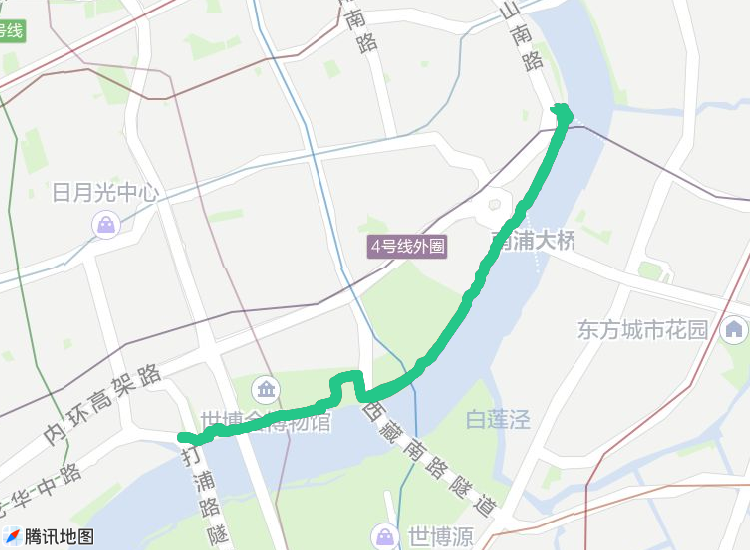 号线
南路
山南路
日月光中心
4号线外圈
南浦大桥
东方城市花园
内环高架路
世博会博物馆
白莲泾
西藏南路隧道
打浦路隧
华中路
世博源
腾讯地图